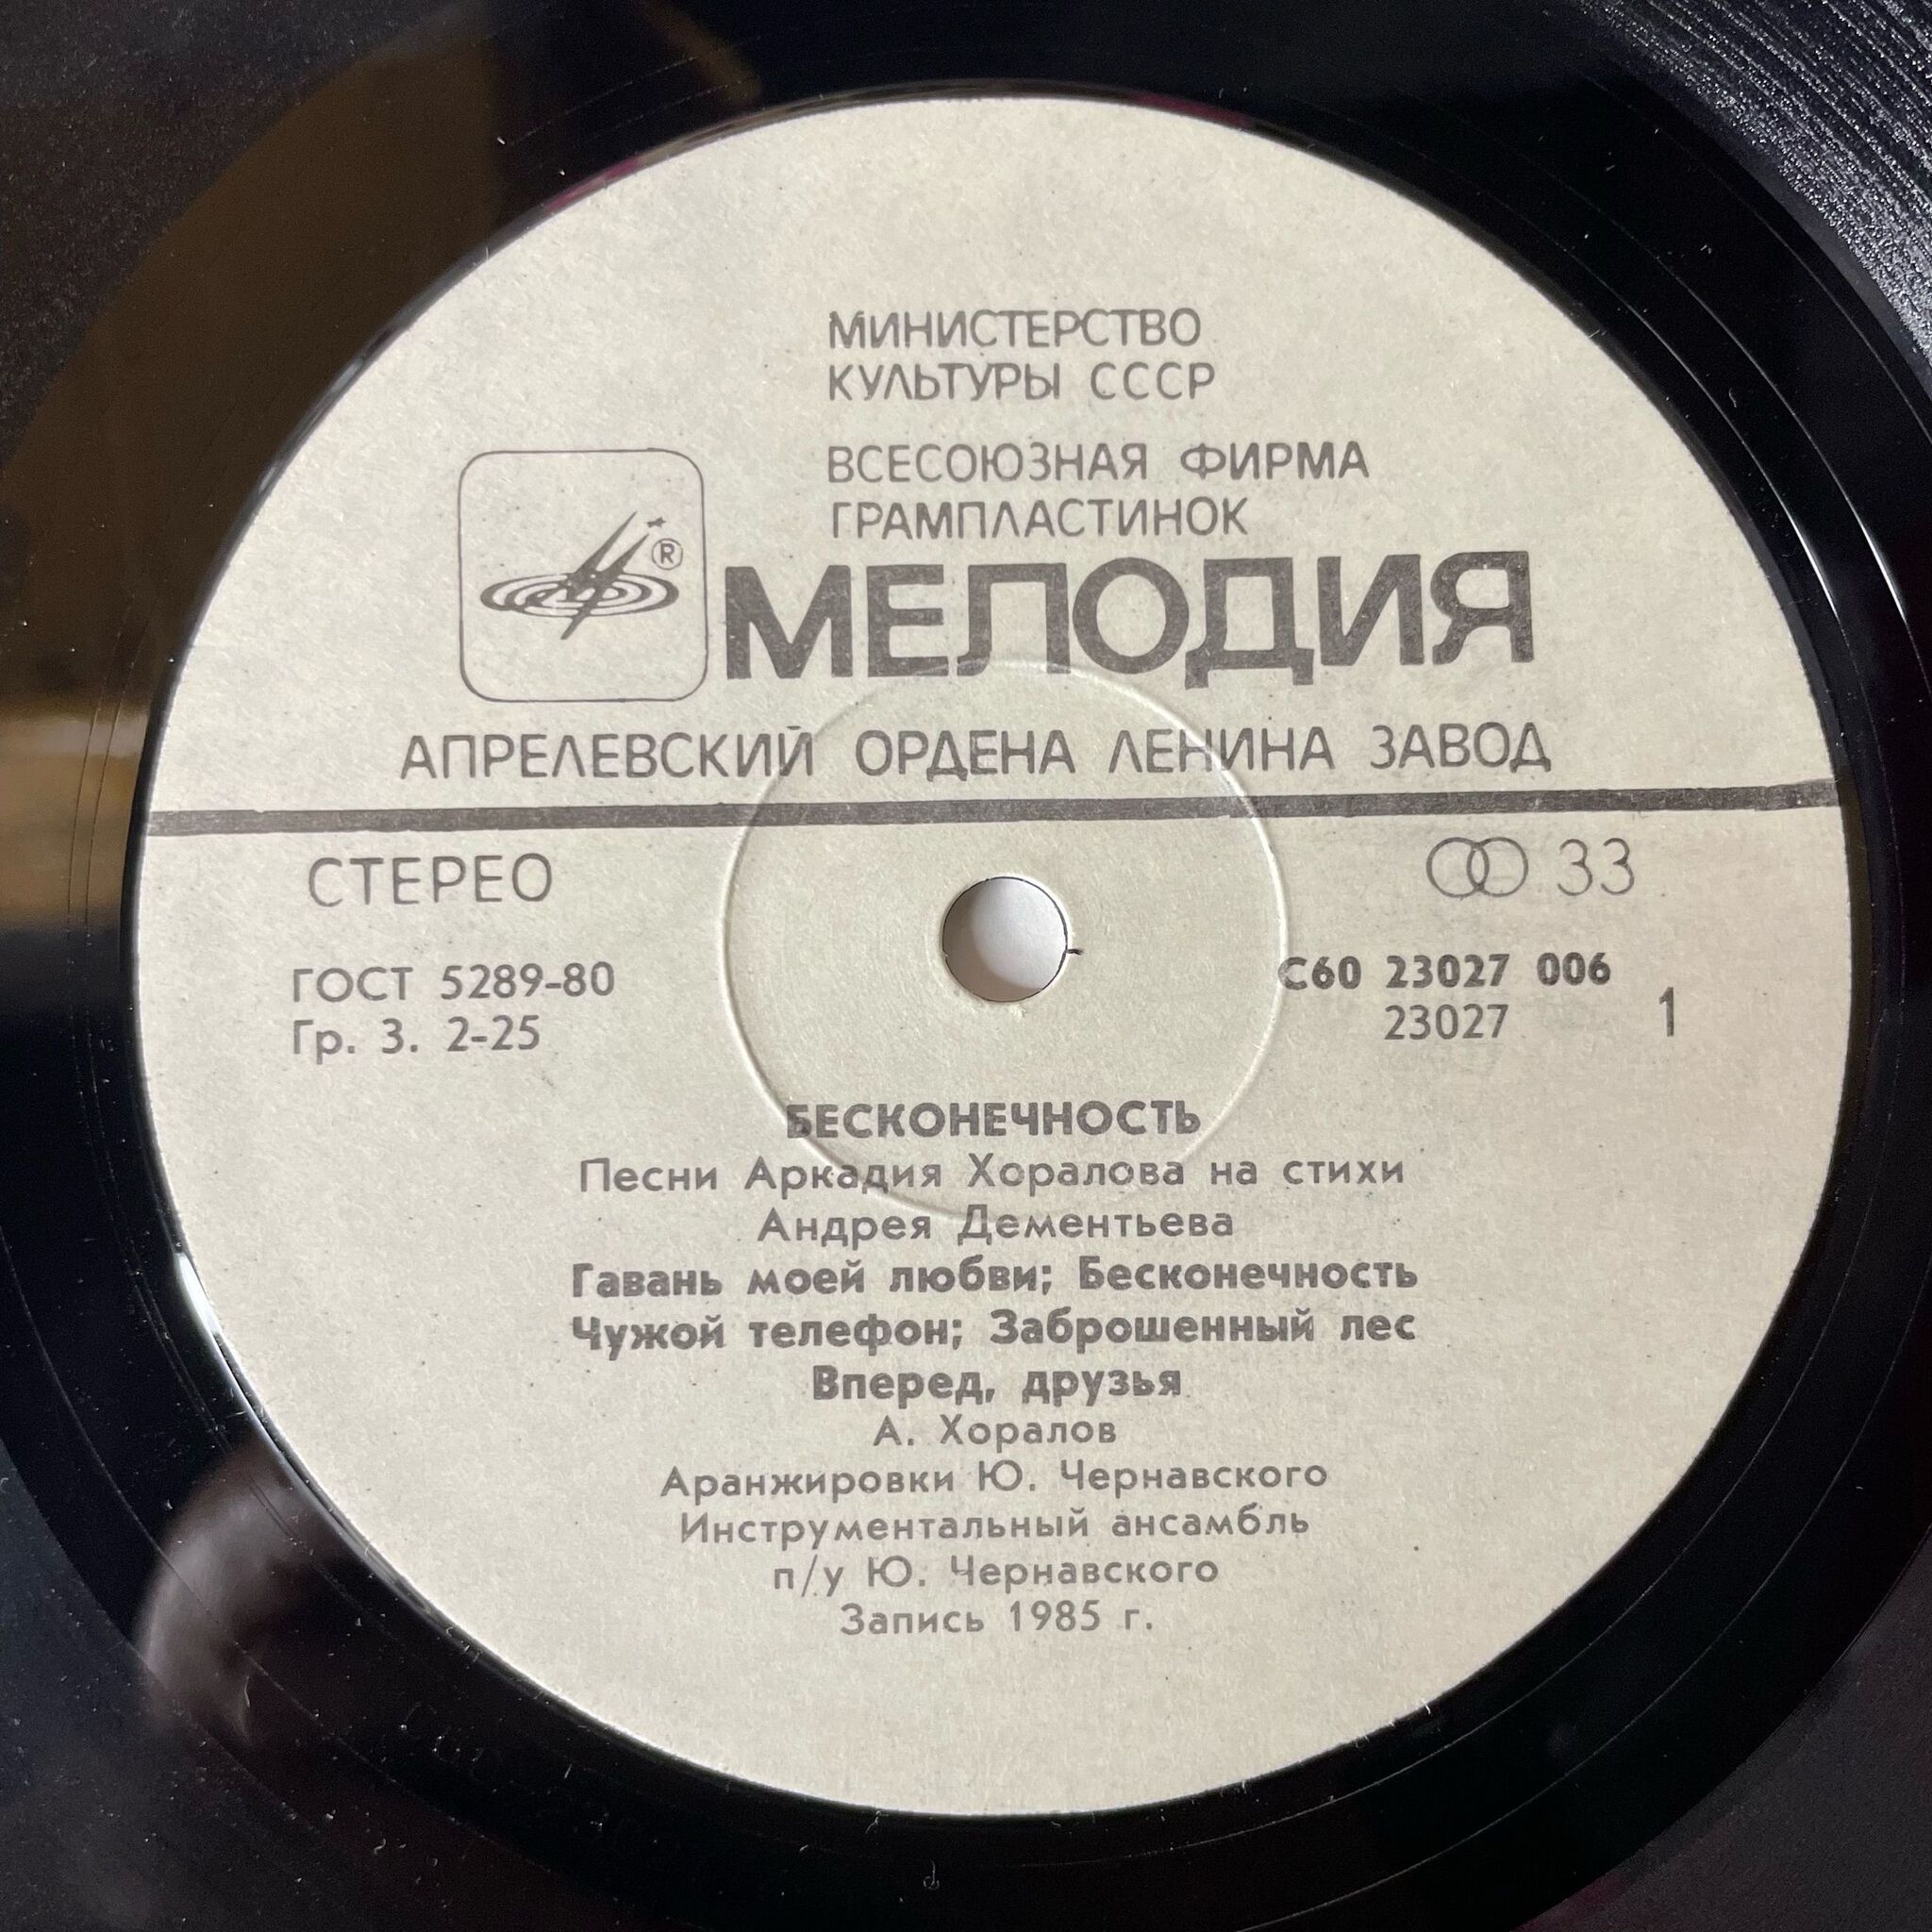 МИНИСТЕРСТВО
КУЛЬТУРЫ СССР
ВСЕСОЮЗНАЯ ФИРМА
ГРАМПЛАСТИНОК
®
МЕЛОДИЯ
АПРЕЛЕВСКИЙ ОРДЕНА ЛЕНИНА ЗАВОД
СТЕРЕО
33
ГОСТ 5289-80
Гр. 3. 2-25
С60 23027 006
23027
1
БЕСКОНЕЧНОСТЬ
Песни Аркадия Хоралова на стихи
Андрея Дементьева
Гавань моей любви; Бесконечность
Чужой телефон; Заброшенный лес
Вперед, друзья
А. Хоралов
Аранжировки Ю. Чернавского
Инструментальный ансамбль
п/у Ю. Чернавского
Запись 1985 г.